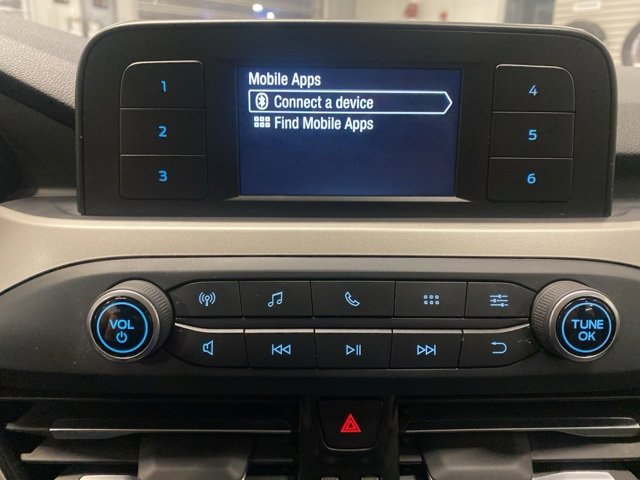 Mobile Apps
Connect a device
Find Mobile Apps
1
2
3
4
5
6
VOL
TUNE
OK